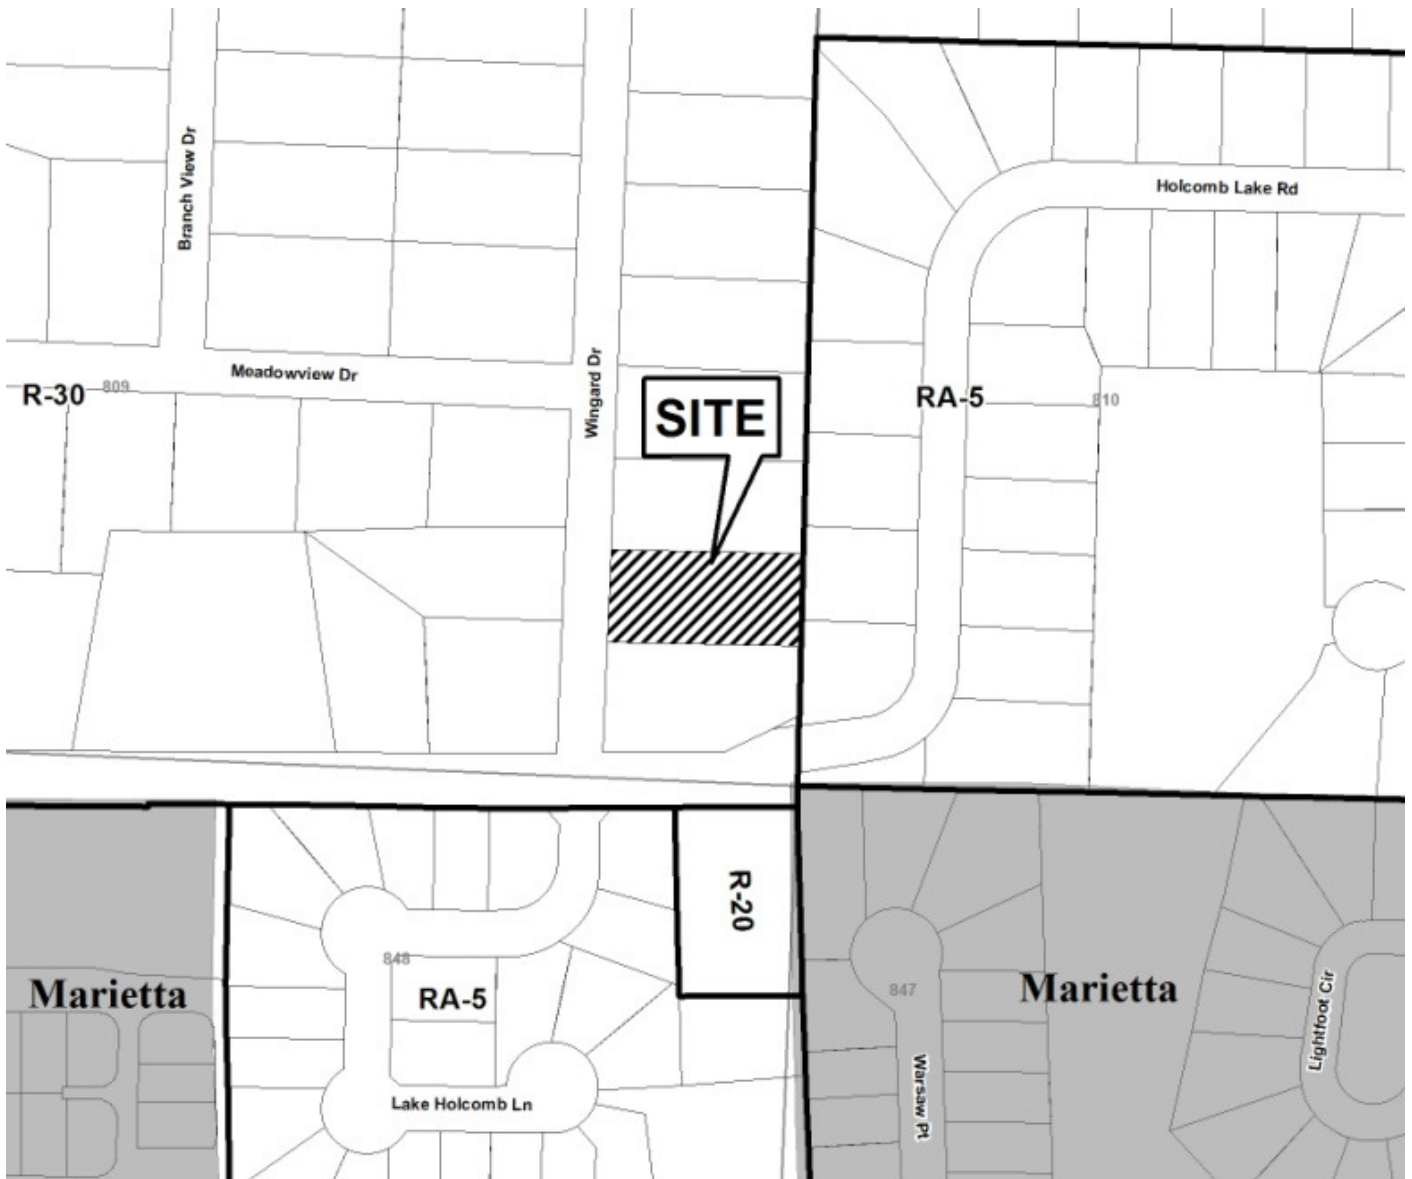 Branch View Dr
Holcomb Lake Rd
Meadowview Dr
Wingard Dr
R-30
809
SITE
RA-5
810
R-20
848
RA-5
Marietta
847
Marietta
Lightfoot Cir
Warsaw Pt
Lake Holcomb Ln